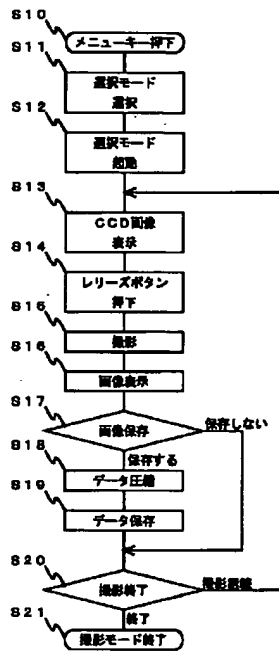 S10
メニューキー押下
S11
選択モード
選択
S12
選択モード
起動
S13
CCD画像
表示
S14
レリーズボタン
押下
S15
撮影
S16
画像表示
S17
画像保存
保存しない
保存する
S18
データ圧縮
S19
データ保存
S20
撮影終了
撮影継続
終了
S21
撮影モード終了